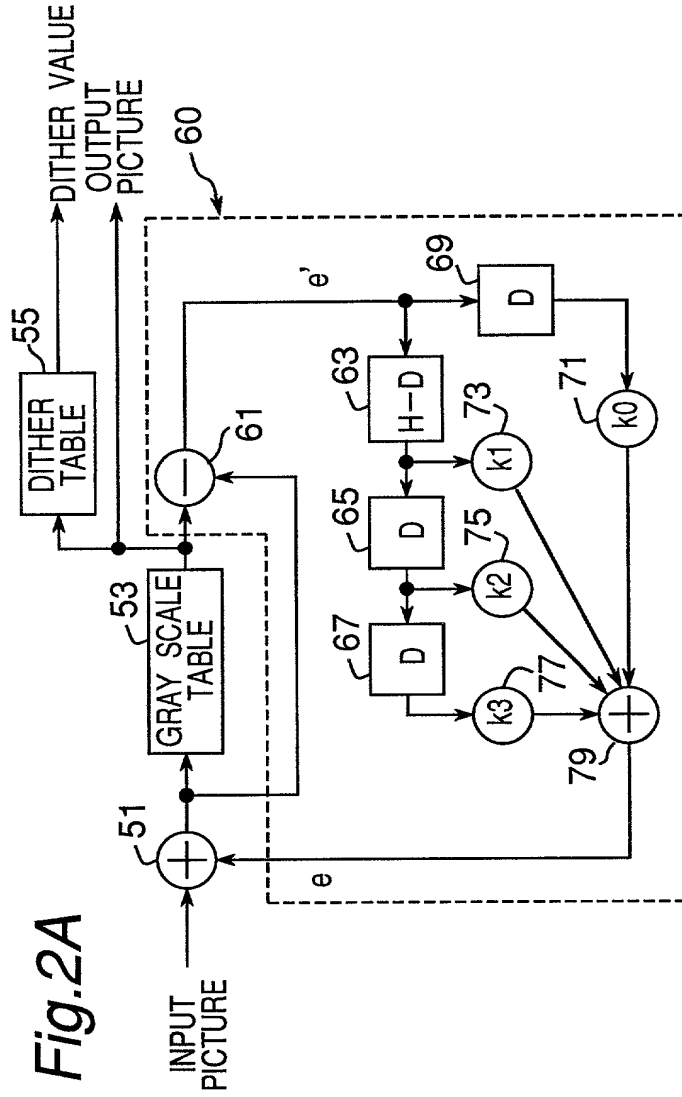 Fig.2A
INPUT
PICTURE
51
+
53
GRAY SCALE
TABLE
55
DITHER
TABLE
DITHER VALUE
OUTPUT
PICTURE
60
61
−
e'
e
63
H−D
65
D
67
D
69
D
71
k0
73
k1
75
k2
77
k3
79
+